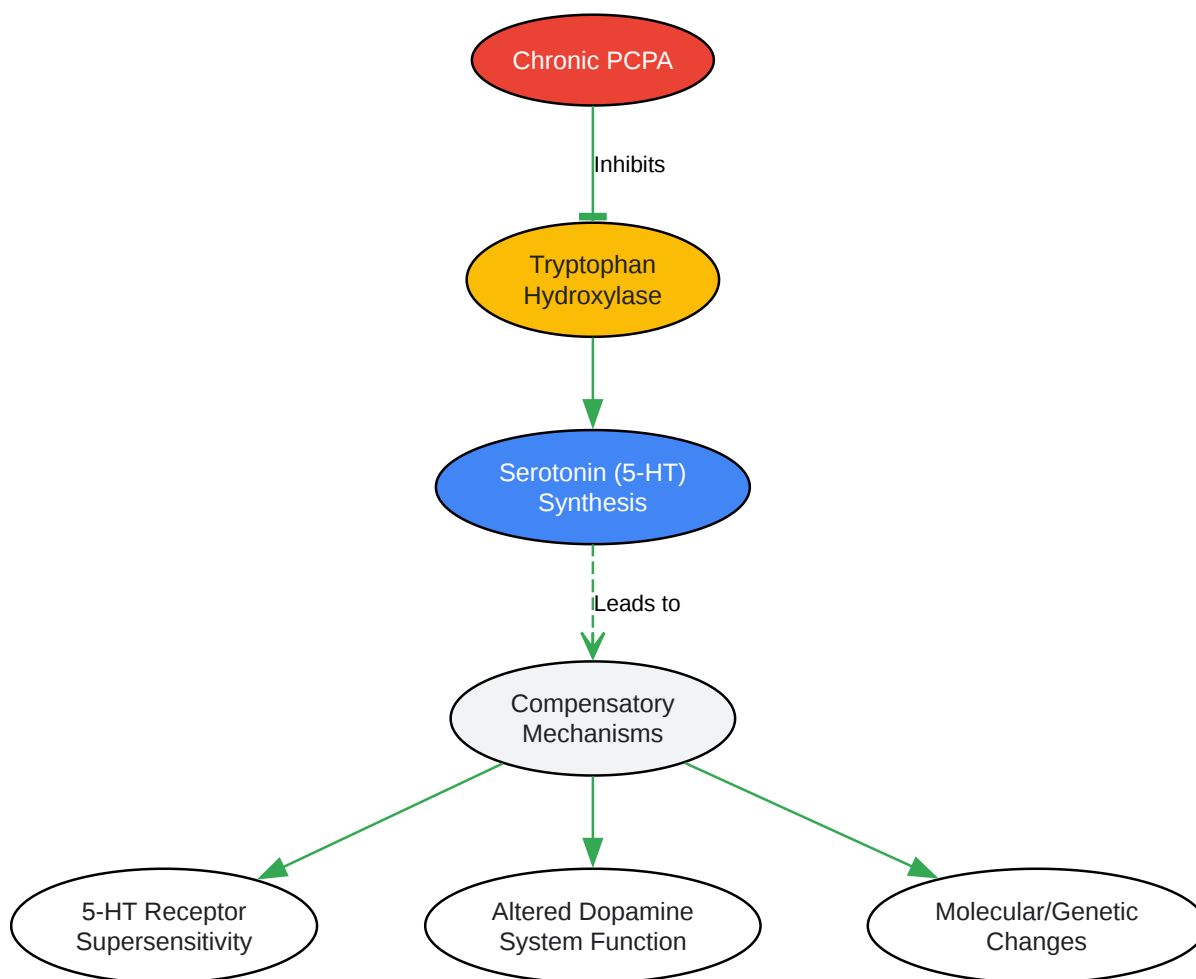 Chronic PCPA
Inhibits
Tryptophan
Hydroxylase
Serotonin (5-HT)
Synthesis
Leads to
Compensatory
Mechanisms
5-HT Receptor
Supersensitivity
Altered Dopamine
System Function
Molecular/Genetic
Changes